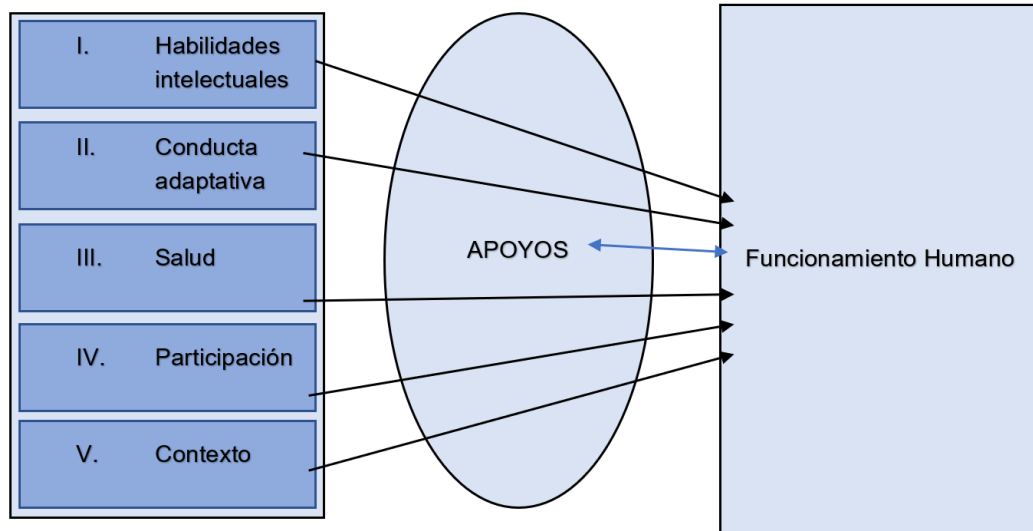 I. Habilidades
intelectuales
II. Conducta
adaptativa
III. Salud
IV. Participación
V. Contexto
APOYOS
Funcionamiento Humano